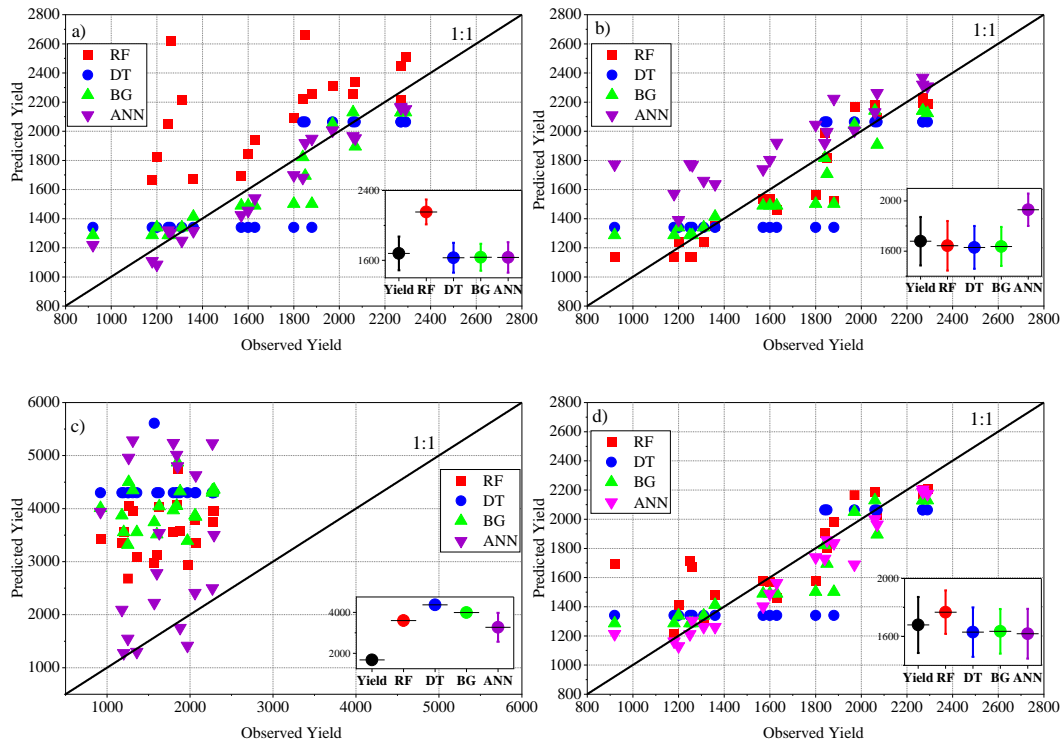 a)
1:1
RF
DT
BG
ANN
Predicted Yield
2800
2600
2400
2200
2000
1800
1600
1400
1200
1000
800
2400
1600
Yield RF DT BG ANN
800 1000 1200 1400 1600 1800 2000 2200 2400 2600 2800
Observed Yield
b)
1:1
RF
DT
BG
ANN
Predicted Yield
2800
2600
2400
2200
2000
1800
1600
1400
1200
1000
800
2000
1600
Yield RF DT BG ANN
800 1000 1200 1400 1600 1800 2000 2200 2400 2600 2800
Observed Yield
c)
1:1
RF
DT
BG
ANN
Predicted Yield
6000
5000
4000
3000
2000
1000
4000
2000
Yield RF DT BG ANN
1000 2000 3000 4000 5000 6000
Observed Yield
d)
1:1
RF
DT
BG
ANN
Predicted Yield
2800
2600
2400
2200
2000
1800
1600
1400
1200
1000
800
2000
1600
Yield RF DT BG ANN
800 1000 1200 1400 1600 1800 2000 2200 2400 2600 2800
Observed Yield